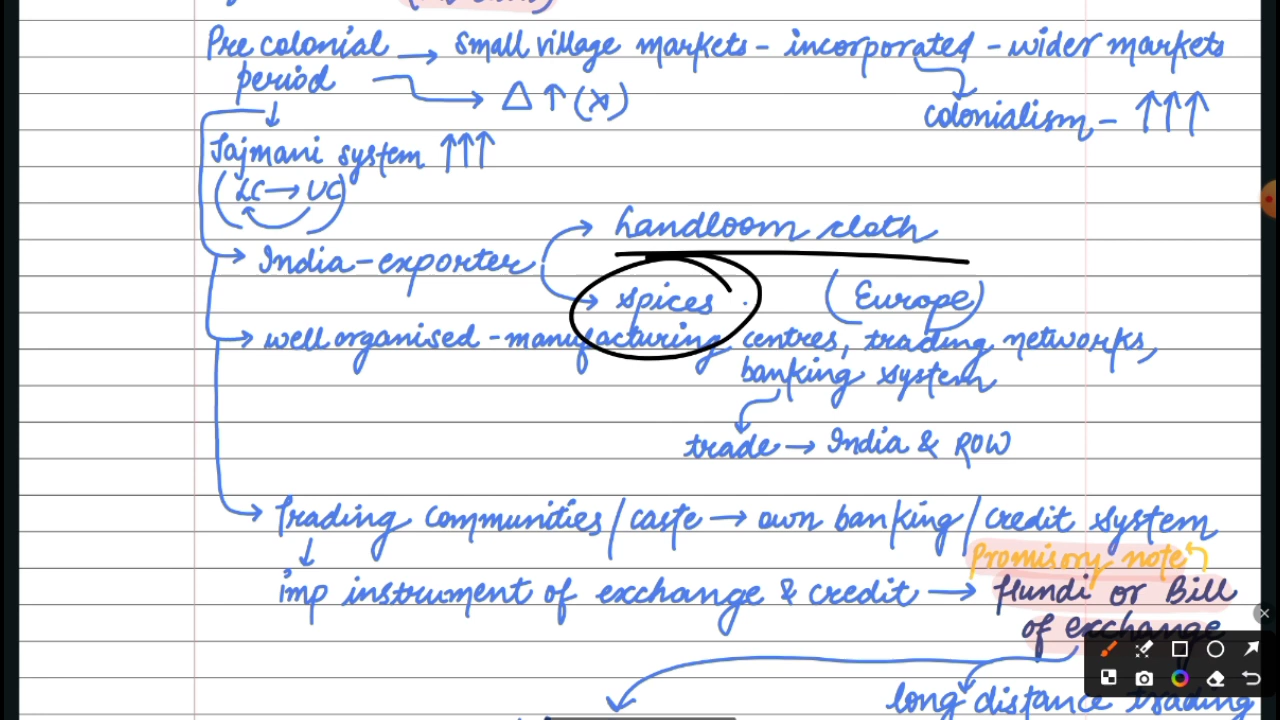 Pre colonial → small village markets - incorporated - wider markets
period → Δ ↑ (x)
colonialism - ↑↑↑
Jajmani system ↑↑↑
(LC → UC)
handloom cloth
India-exporter
spices (Europe)
well organised - manufacturing centres, trading networks,
banking system
trade → India & ROW
Trading communities/caste → own banking/credit system
Promisory note
imp instrument of exchange & credit → Hundi or Bill
of exchange
long distance trading